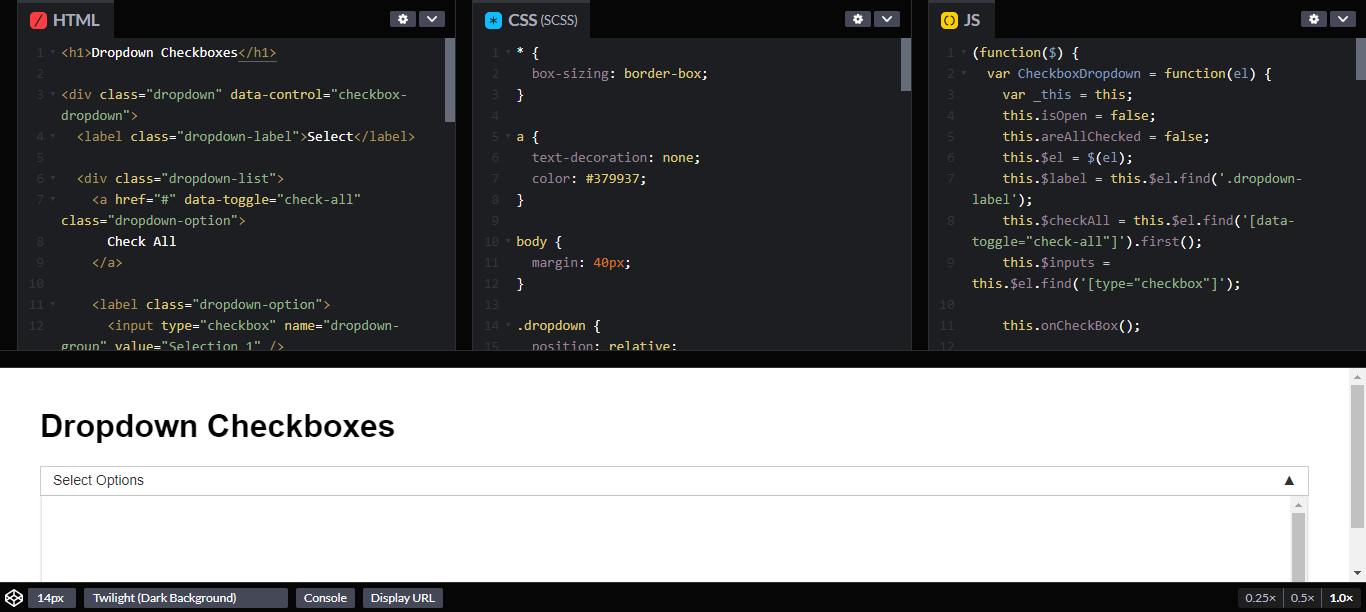 HTML
1 <h1>Dropdown Checkboxes</h1>
2
3 <div class="dropdown" data-control="checkbox-
dropdown">
4 <label class="dropdown-label">Select</label>
5
6 <div class="dropdown-list">
7 <a href="#" data-toggle="check-all"
class="dropdown-option">
8 Check All
9 </a>
10
11 <label class="dropdown-option">
12 <input type="checkbox" name="dropdown-
group" value="Selection 1" />
CSS (SCSS)
1 * {
2 box-sizing: border-box;
3 }
4
5 a {
6 text-decoration: none;
7 color: #379937;
8 }
9
10 body {
11 margin: 40px;
12 }
13
14 .dropdown {
15 position: relative;
JS
1 (function($) {
2 var CheckboxDropdown = function(el) {
3 var _this = this;
4 this.isOpen = false;
5 this.areAllChecked = false;
6 this.$el = $(el);
7 this.$label = this.$el.find('.dropdown-
label');
8 this.$checkAll = this.$el.find('[data-
toggle="check-all"]').first();
9 this.$inputs =
this.$el.find('[type="checkbox"]');
10
11 this.onCheckBox();
12
Dropdown Checkboxes
Select Options ▲
14px Twilight (Dark Background) Console Display URL 0.25× 0.5× 1.0×